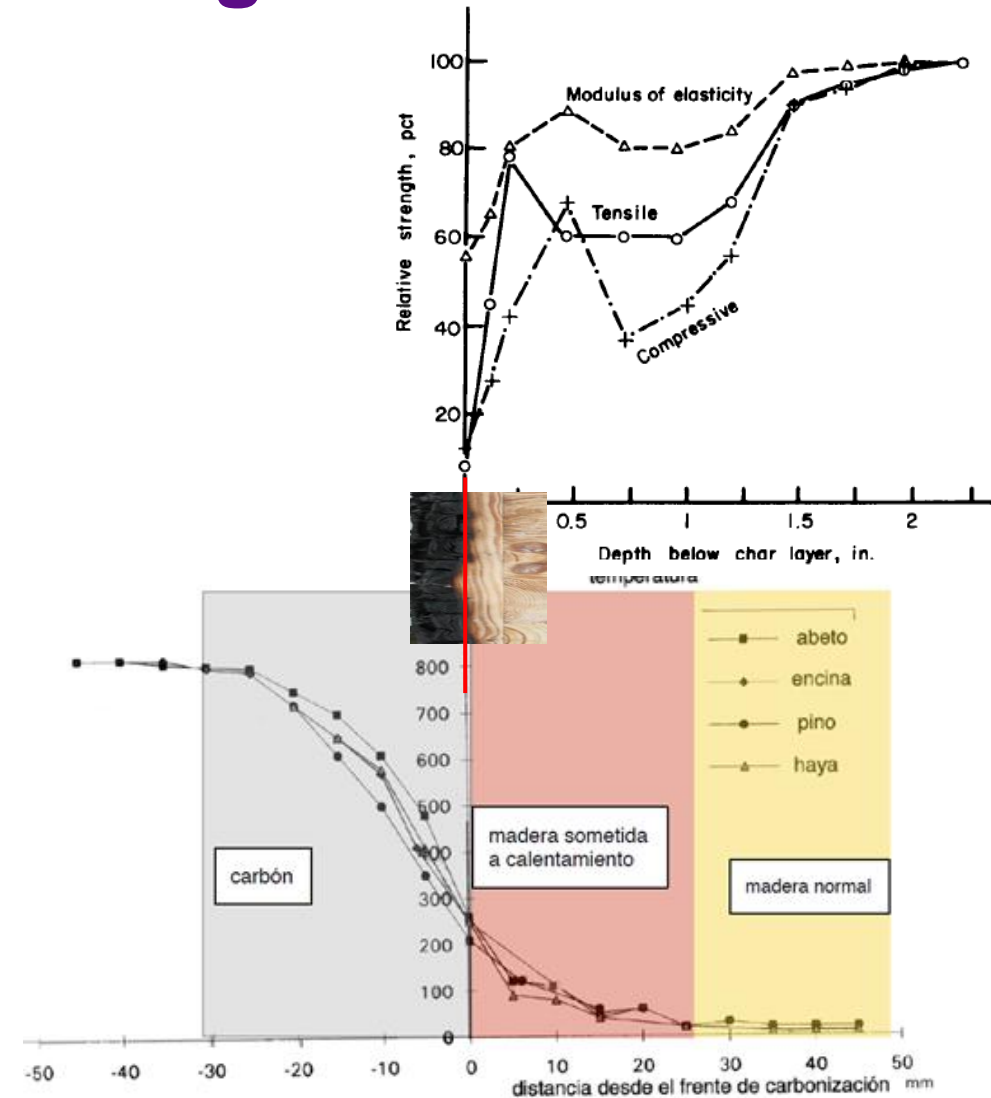 100
80
60
40
20
Relative strength, pct
Modulus of elasticity
Tensile
Compressive
0.5 1 1.5 2
Depth below char layer, in.
temperatura
800
700
600
500
400
300
200
100
0
abeto
encina
pino
haya
carbón
madera sometida
a calentamiento
madera normal
-50 -40 -30 -20 -10 0 10 20 30 40 50
distancia desde el frente de carbonización mm